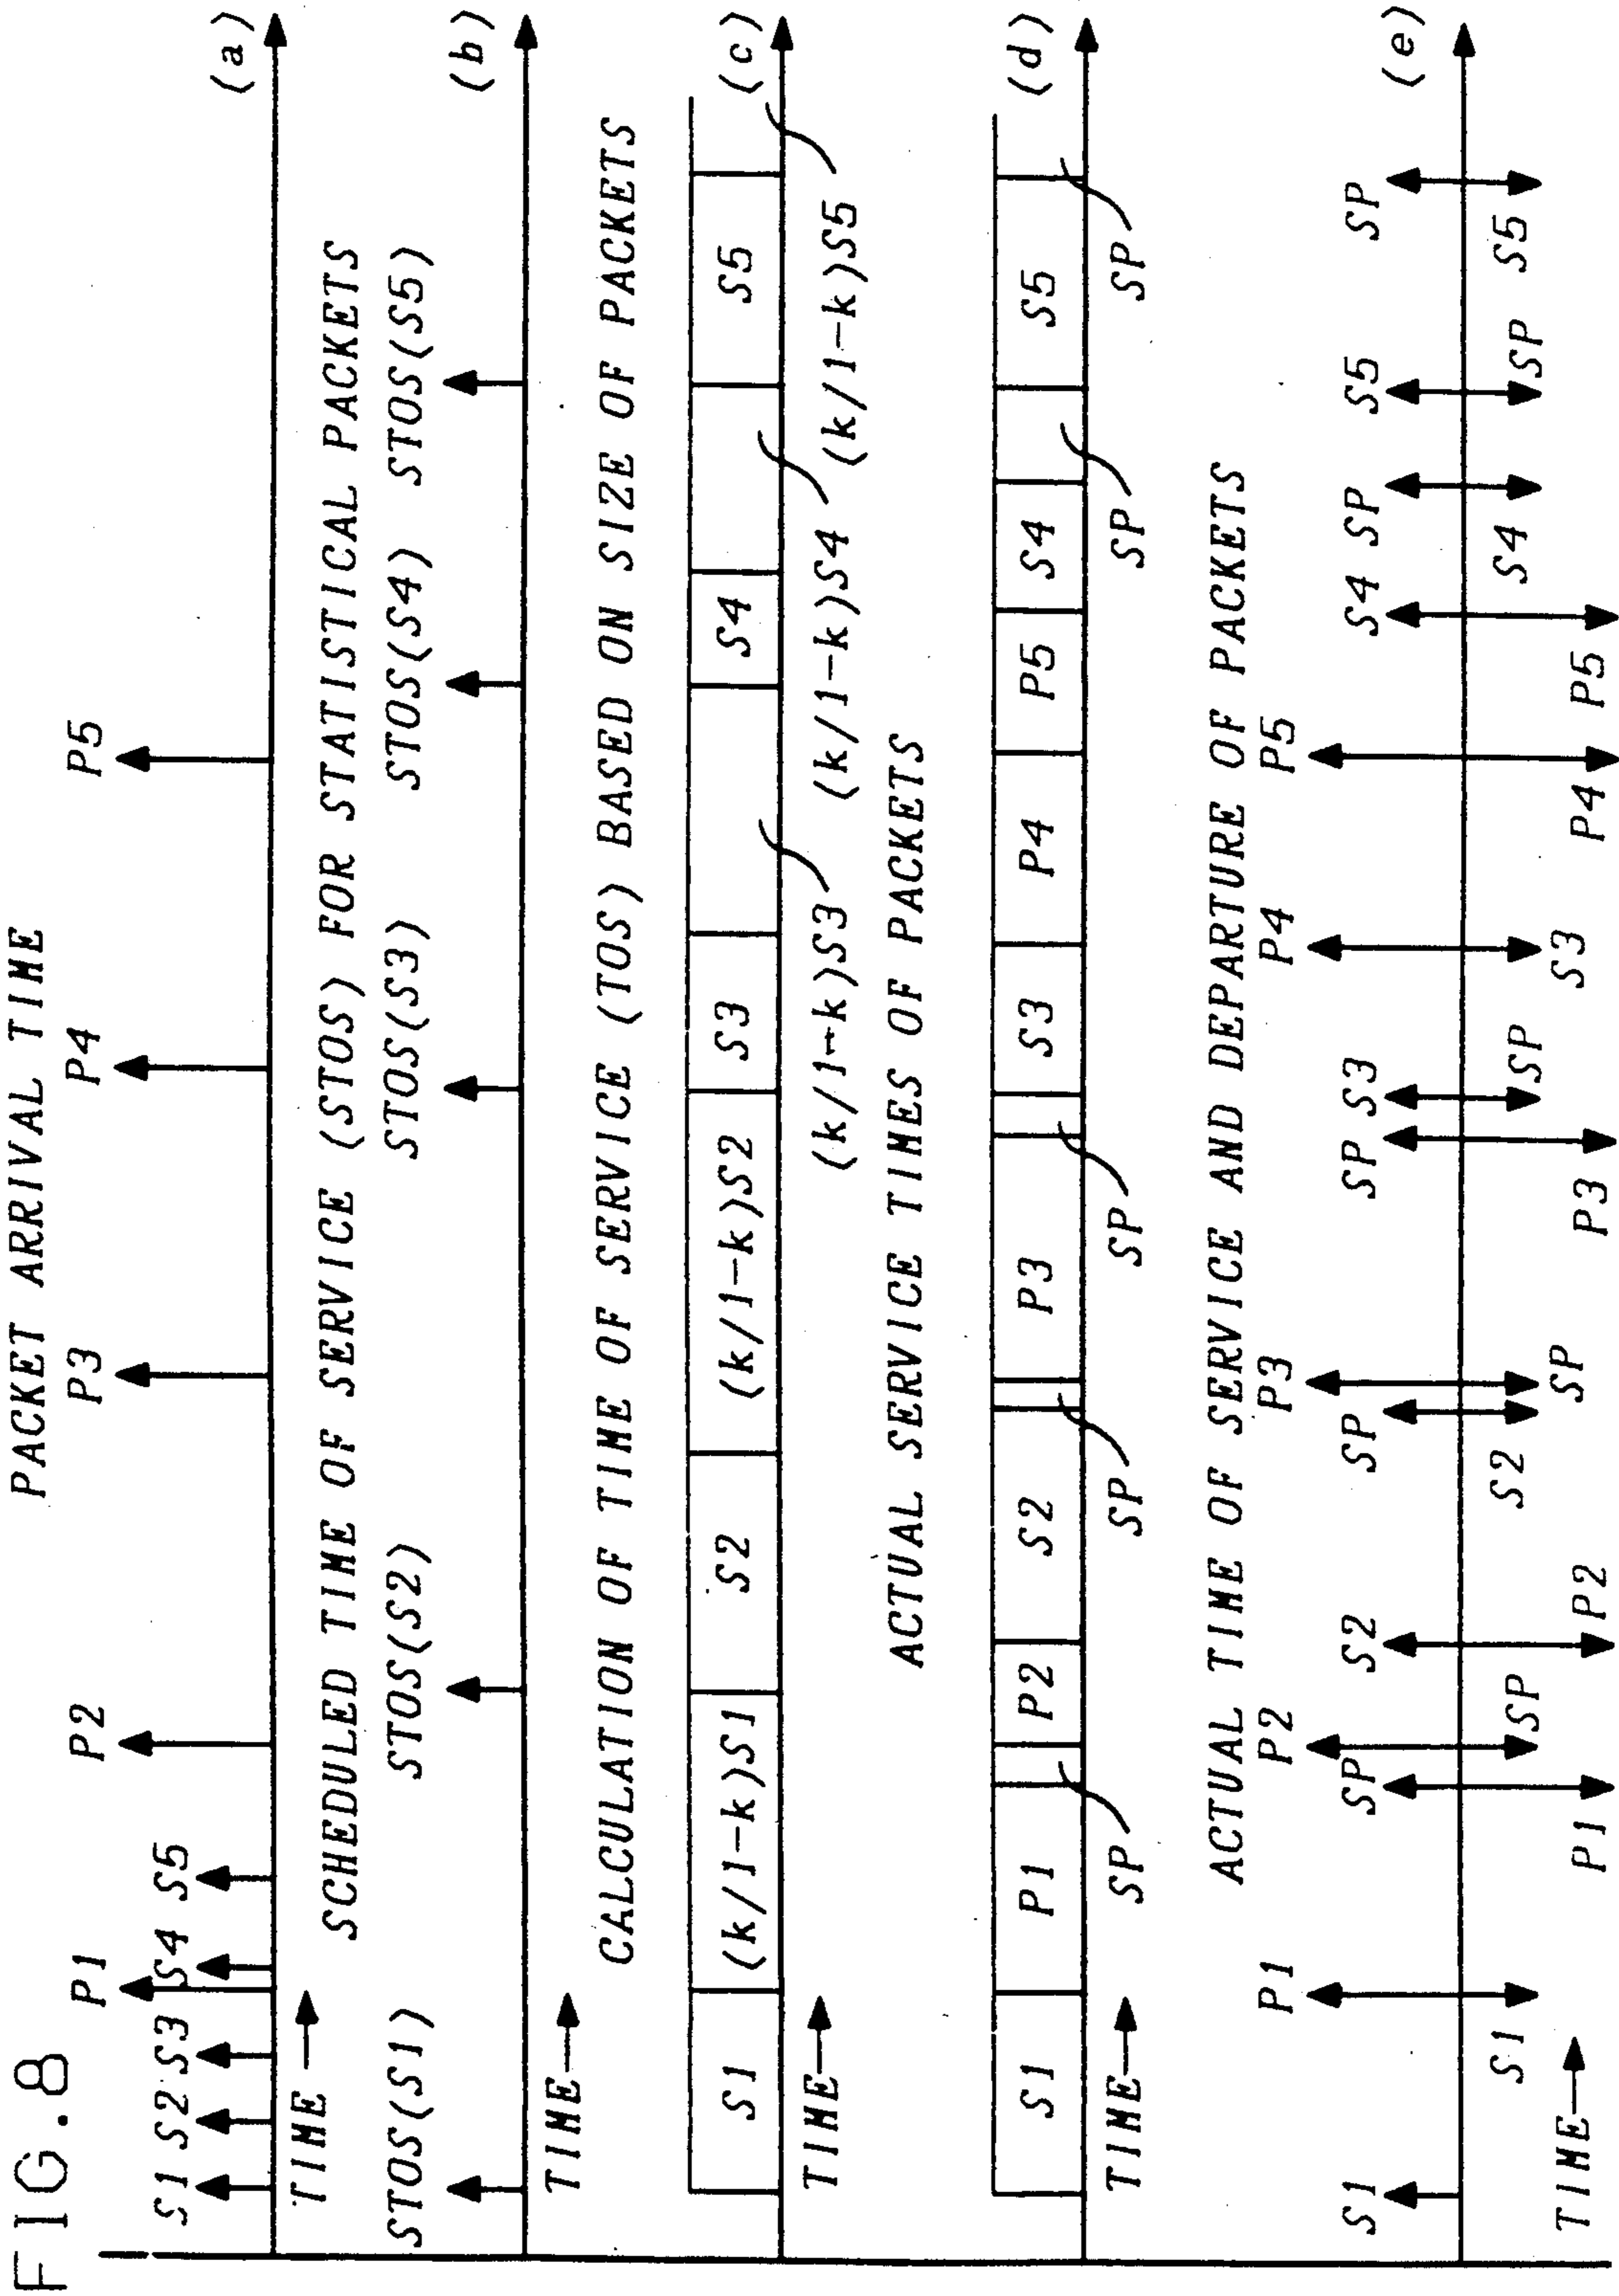 FIG.8
PACKET ARRIVAL TIME
P1 P2 P3 P4 P5
S1 S2 S3 S4 S5
(a)
TIME
SCHEDULED TIME OF SERVICE (STOS) FOR STATISTICAL PACKETS
STOS(S1) STOS(S2) STOS(S3) STOS(S4) STOS(S5)
(b)
TIME
CALCULATION OF TIME OF SERVICE (TOS) BASED ON SIZE OF PACKETS
S1 (k/1-k)S1 S2 (k/1-k)S2 S3 S4 S5
(c)
TIME
(k/1-k)S3 (k/1-k)S4 (k/1-k)S5
ACTUAL SERVICE TIMES OF PACKETS
S1 P1 P2 S2 P3 S3 P4 P5 S4 S5
(d)
TIME
SP SP SP SP SP
ACTUAL TIME OF SERVICE AND DEPARTURE OF PACKETS
P1 P2 P3 P4 P5
S1 SP S2 SP SP S3 S4 SP S5 SP
(e)
S1 SP S2 SP S4 SP S5
TIME
P1 P2 SP P3 S3 P4 P5